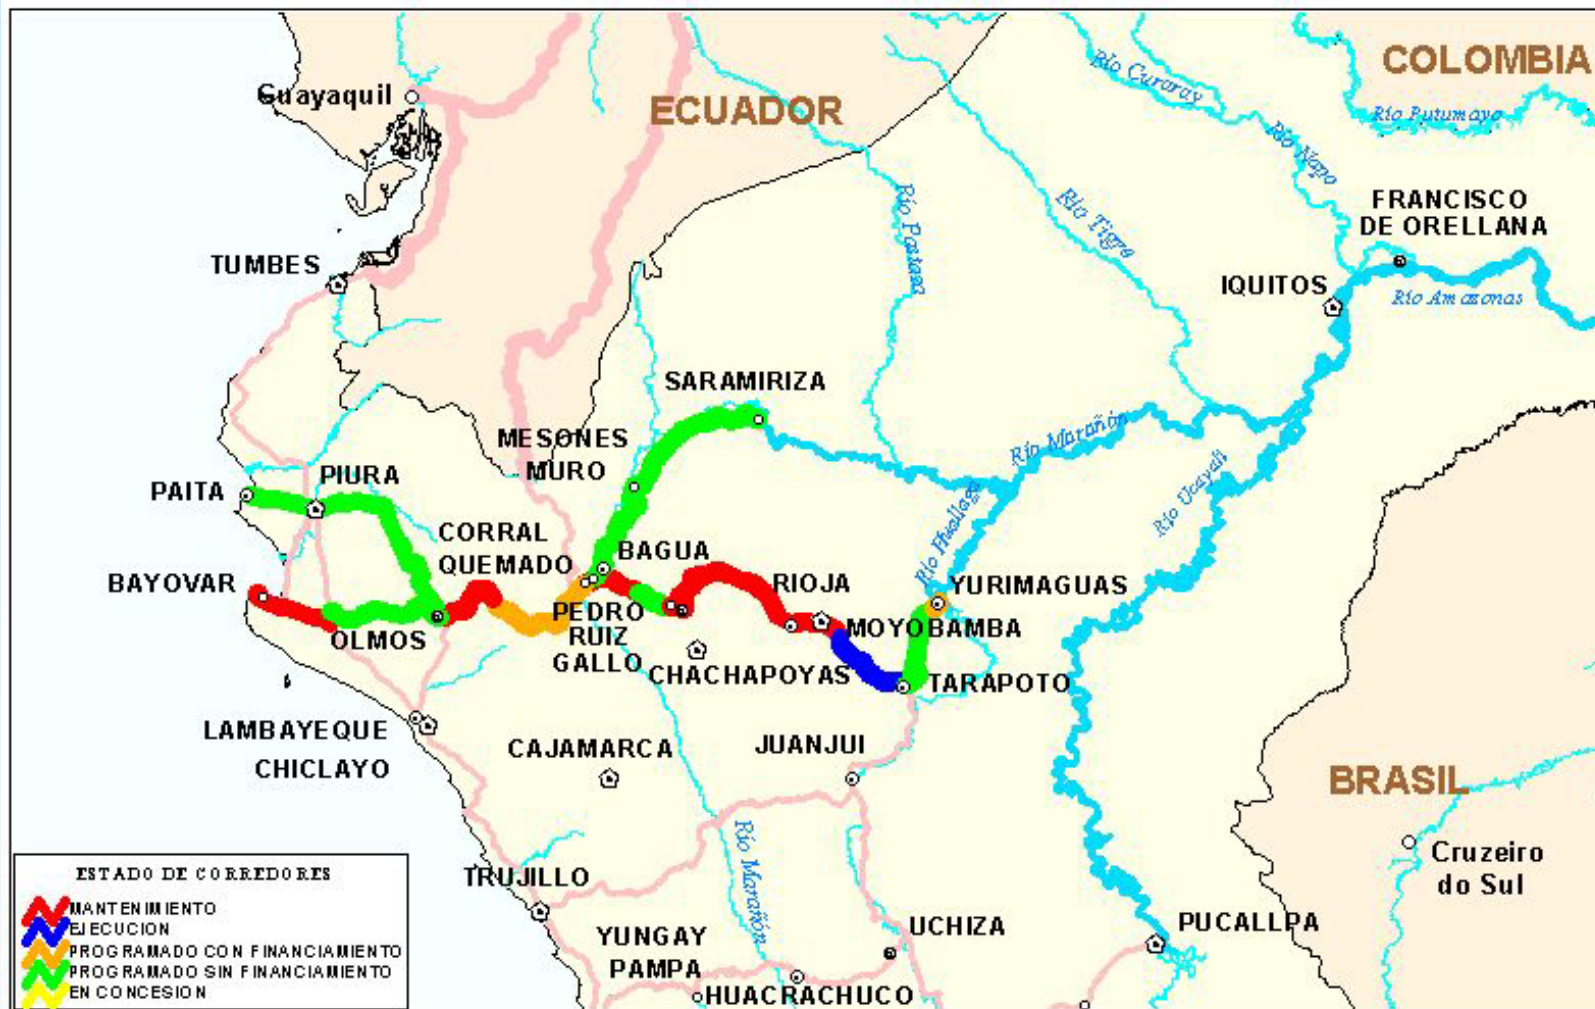 COLOMBIA
Río Curaray
Guayaquil
ECUADOR
Río Putumayo
Río Napo
FRANCISCO
DE ORELLANA
Río Pastaza
Río Tigre
TUMBES
IQUITOS
Río Amazonas
SARAMIRIZA
MESONES
MURO
Río Marañón
PAITA
PIURA
Río Ucayali
Río Huallaga
CORRAL
QUEMADO
BAGUA
BAYOVAR
RIOJA
YURIMAGUAS
PEDRO
RUIZ
GALLO
OLMOS
MOYOBAMBA
CHACHAPOYAS
TARAPOTO
LAMBAYEQUE
CHICLAYO
CAJAMARCA
JUANJUI
BRASIL
Río Marañón
Cruzeiro
do Sul
TRUJILLO
YUNGAY
PAMPA
UCHIZA
PUCALLPA
HUACRACHUCO
ESTADO DE CORREDORES
MANTENIMIENTO
EJECUCION
PROGRAMADO CON FINANCIAMIENTO
PROGRAMADO SIN FINANCIAMIENTO
EN CONCESION